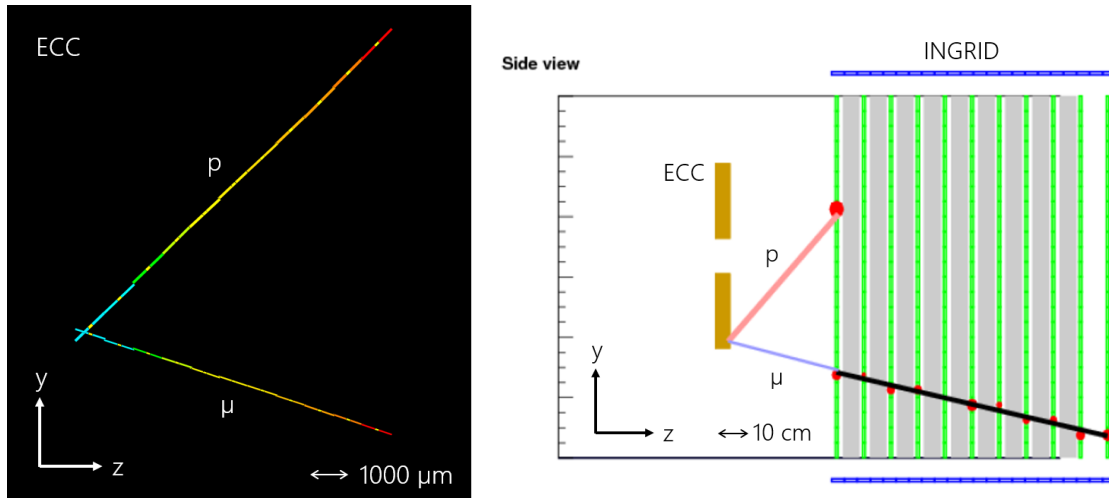 ECC
p
μ
y
z
1000 μm
Side view
INGRID
ECC
p
μ
y
z
10 cm